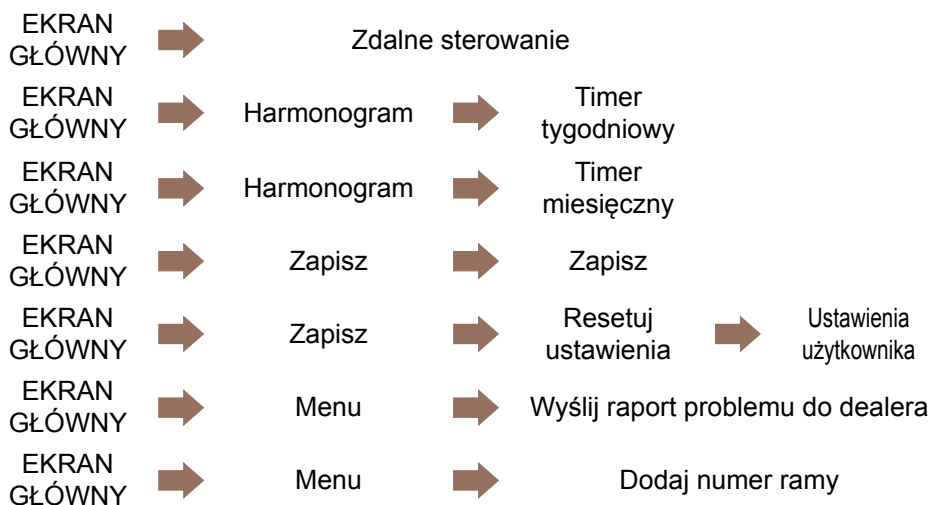 EKRAN
GŁÓWNY
Zdalne sterowanie
EKRAN
GŁÓWNY
Harmonogram
Timer
tygodniowy
EKRAN
GŁÓWNY
Harmonogram
Timer
miesięczny
EKRAN
GŁÓWNY
Zapisz
Zapisz
EKRAN
GŁÓWNY
Zapisz
Resetuj
ustawienia
Ustawienia
użytkownika
EKRAN
GŁÓWNY
Menu
Wyślij raport problemu do dealera
EKRAN
GŁÓWNY
Menu
Dodaj numer ramy